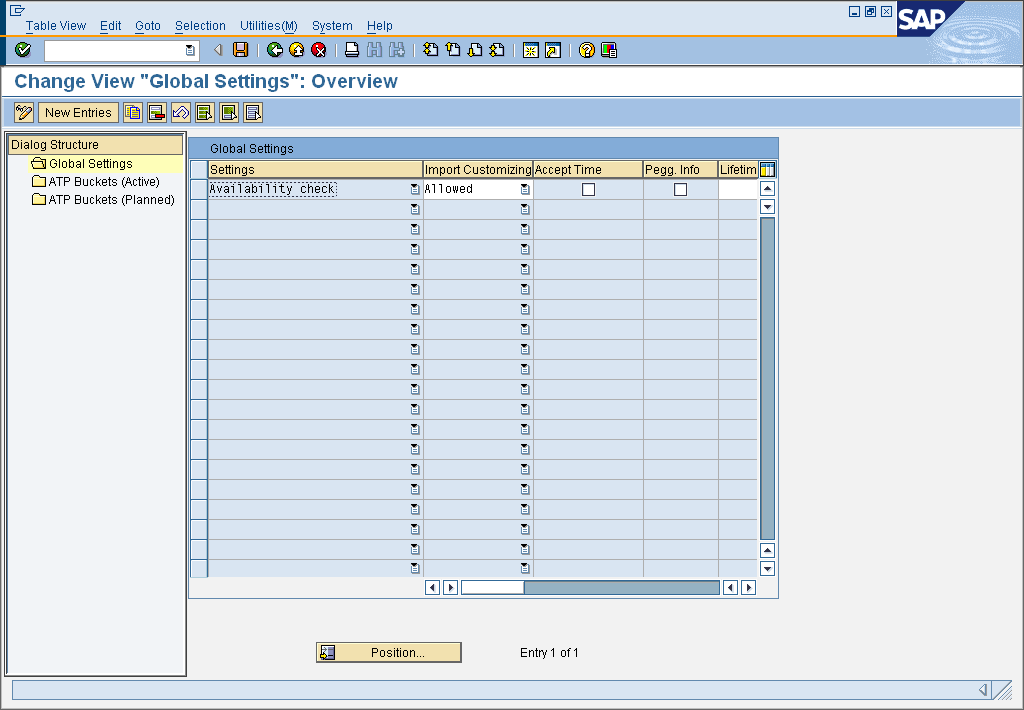 Table View Edit Goto Selection Utilities(M) System Help
SAP
Change View "Global Settings": Overview
New Entries
Dialog Structure
Global Settings
ATP Buckets (Active)
ATP Buckets (Planned)
Global Settings
Settings Import Customizing Accept Time Pegg. Info Lifetim
Availability check Allowed
Position... Entry 1 of 1